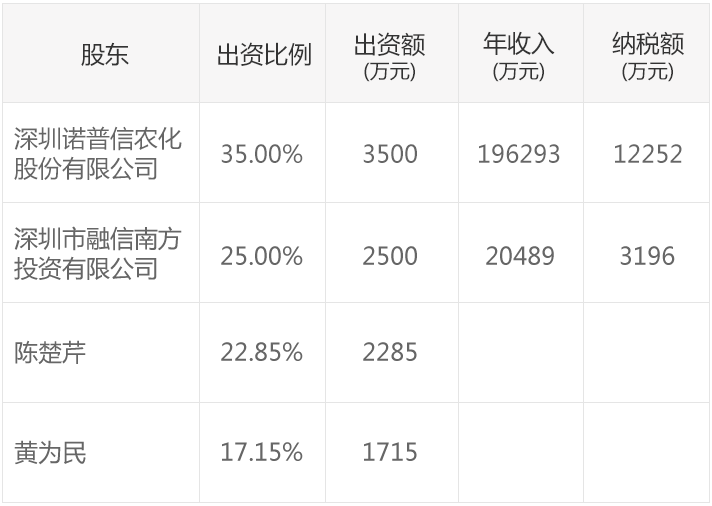 股东 出资比例 出资额 年收入 纳税额
(万元) (万元) (万元)
深圳诺普信农化
股份有限公司 35.00% 3500 196293 12252
深圳市融信南方
投资有限公司 25.00% 2500 20489 3196
陈楚芹 22.85% 2285
黄为民 17.15% 1715